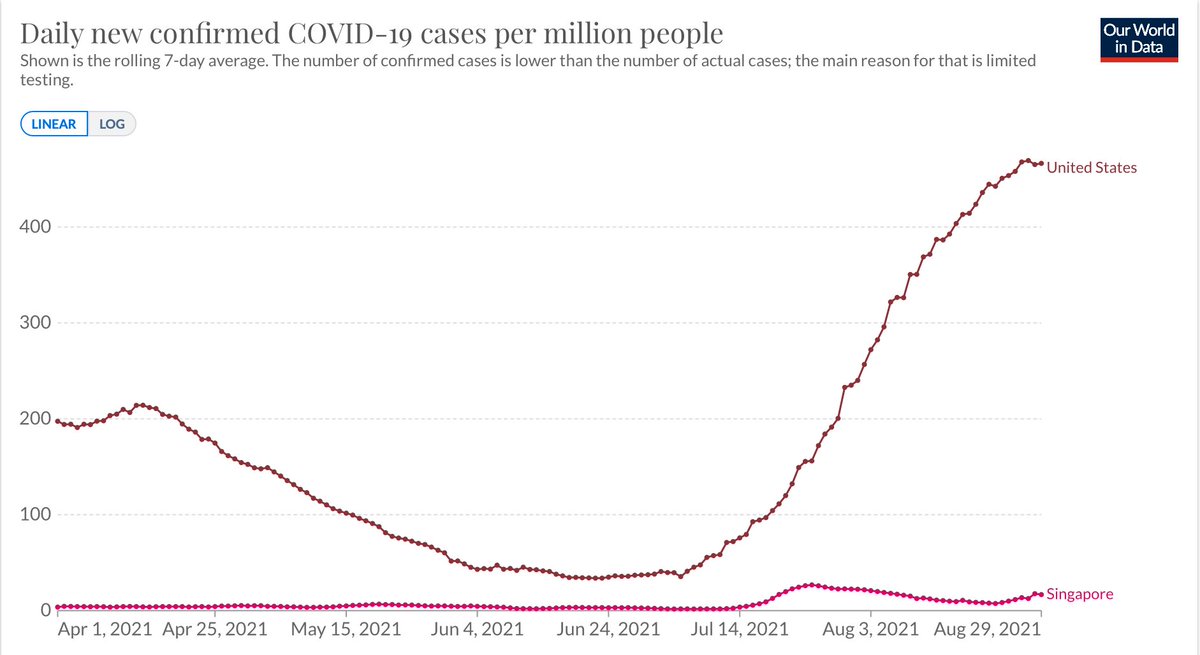 Daily new confirmed COVID-19 cases per million people
Our World
in Data
Shown is the rolling 7-day average. The number of confirmed cases is lower than the number of actual cases; the main reason for that is limited
testing.
LINEAR LOG
United States
400
300
200
100
Singapore
0
Apr 1, 2021 Apr 25, 2021 May 15, 2021 Jun 4, 2021 Jun 24, 2021 Jul 14, 2021 Aug 3, 2021 Aug 29, 2021